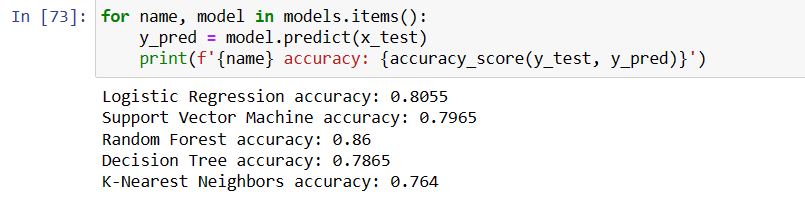 In [73]: for name, model in models.items():
    y_pred = model.predict(x_test)
    print(f'{name} accuracy: {accuracy_score(y_test, y_pred)}')
Logistic Regression accuracy: 0.8055
Support Vector Machine accuracy: 0.7965
Random Forest accuracy: 0.86
Decision Tree accuracy: 0.7865
K-Nearest Neighbors accuracy: 0.764